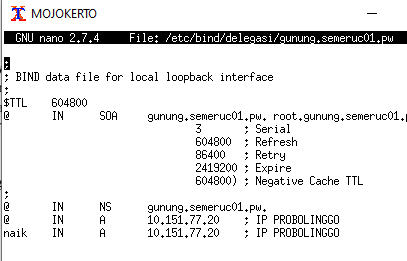 MOJOKERTO
GNU nano 2.7.4 File: /etc/bind/delegasi/gunung.semeruc01.pw
;
; BIND data file for local loopback interface
;
$TTL 604800
@ IN SOA gunung.semeruc01.pw. root.gunung.semeruc01.
3 ; Serial
604800 ; Refresh
86400 ; Retry
2419200 ; Expire
604800) ; Negative Cache TTL
;
@ IN NS gunung.semeruc01.pw.
@ IN A 10.151.77.20 ; IP PROBOLINGGO
naik IN A 10.151.77.20 ; IP PROBOLINGGO